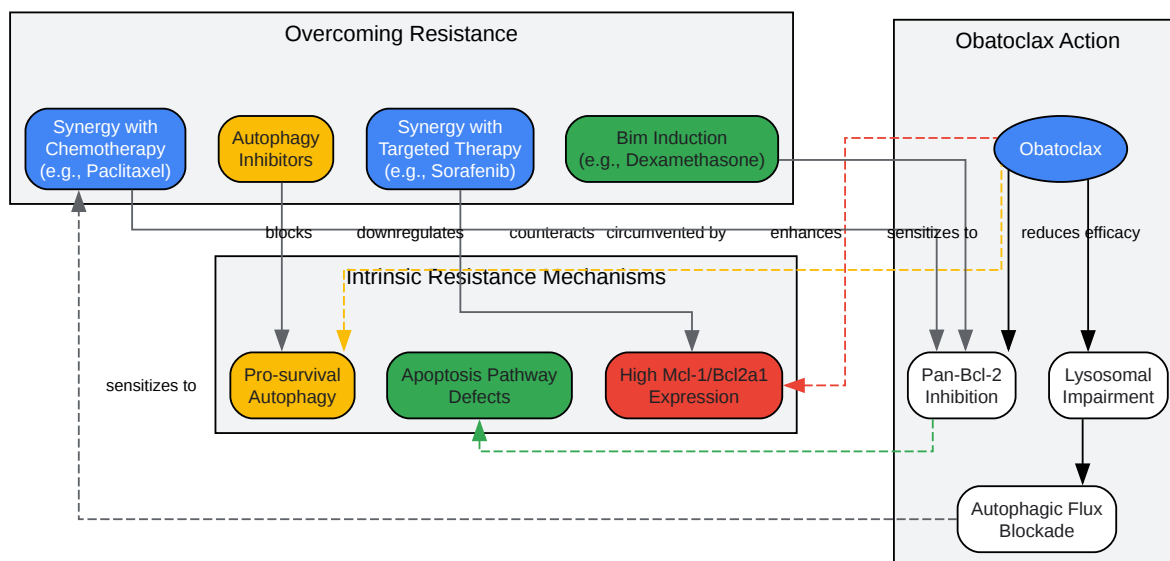 Overcoming Resistance
Obatoclax Action
Synergy with
Chemotherapy
(e.g., Paclitaxel)
Autophagy
Inhibitors
Synergy with
Targeted Therapy
(e.g., Sorafenib)
Bim Induction
(e.g., Dexamethasone)
Obatoclax
blocks
downregulates
counteracts
circumvented by
enhances
sensitizes to
reduces efficacy
Intrinsic Resistance Mechanisms
sensitizes to
Pro-survival
Autophagy
Apoptosis Pathway
Defects
High Mcl-1/Bcl2a1
Expression
Pan-Bcl-2
Inhibition
Lysosomal
Impairment
Autophagic Flux
Blockade